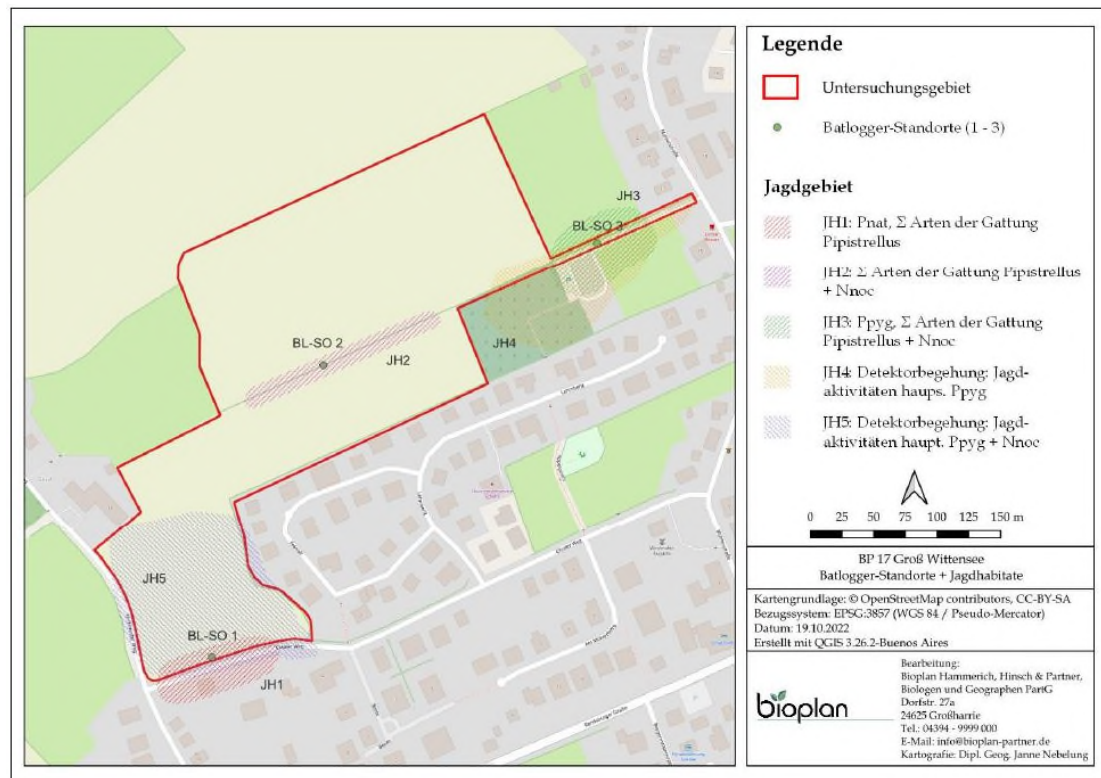 JH3
BL-SO 3
BL-SO 2
JH2
JH4
JH5
BL-SO 1
JH1
Legende
Untersuchungsgebiet
Batlogger-Standorte (1 - 3)
Jagdgebiet
JH1: Pnat, Σ Arten der Gattung
Pipistrellus
JH2: Σ Arten der Gattung Pipistrellus
+ Nnoc
JH3: Ppyg, Σ Arten der Gattung
Pipistrellus + Nnoc
JH4: Detektorbegehung: Jagd-
aktivitäten haups. Ppyg
JH5: Detektorbegehung: Jagd-
aktivitäten haupt. Ppyg + Nnoc
0 25 50 75 100 125 150 m
BP 17 Groß Wittensee
Batlogger-Standorte + Jagdhabitate
Kartengrundlage: © OpenStreetMap contributors, CC-BY-SA
Bezugssystem: EPSG:3857 (WGS 84 / Pseudo-Mercator)
Datum: 19.10.2022
Erstellt mit QGIS 3.26.2-Buenos Aires
bioplan
Bearbeitung:
Bioplan Hammerich, Hinsch & Partner,
Biologen und Geographen PartG
Dorfstr. 27a
24625 Großharrie
Tel.: 04394 - 9999 000
E-Mail: info@bioplan-partner.de
Kartografie: Dipl. Geog. Janne Nebelung